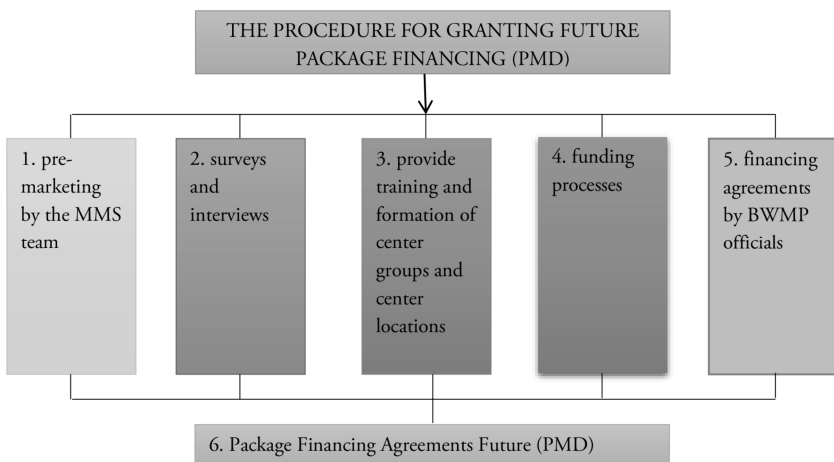 THE PROCEDURE FOR GRANTING FUTURE
PACKAGE FINANCING (PMD)
1. pre-
marketing
by the MMS
team
2. surveys
and
interviews
3. provide
training and
formation of
center
groups and
center
locations
4. funding
processes
5. financing
agreements
by BWMP
officials
6. Package Financing Agreements Future (PMD)